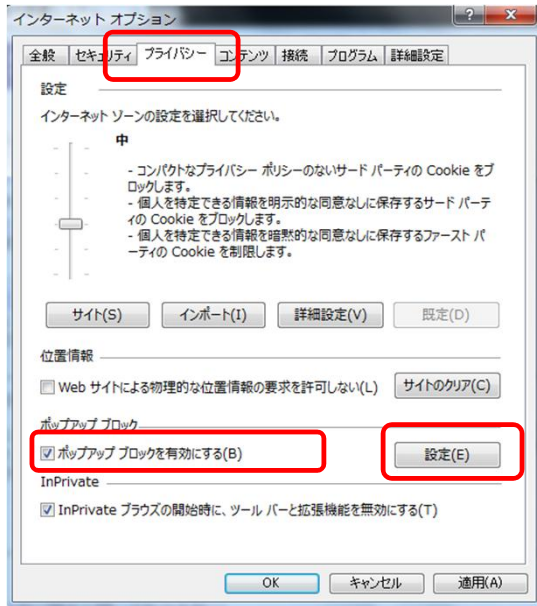 インターネット オプション
全般 セキュリティ プライバシー コンテンツ 接続 プログラム 詳細設定
設定
インターネット ゾーンの設定を選択してください。
中
- コンパクトなプライバシー ポリシーのないサード パーティの Cookie をブ
ロックします。
- 個人を特定できる情報を明示的な同意なしに保存するサード パーテ
ィの Cookie をブロックします。
- 個人を特定できる情報を暗黙的な同意なしに保存するファースト パ
ーティの Cookie を制限します。
サイト(S) インポート(I) 詳細設定(V) 既定(D)
位置情報
Web サイトによる物理的な位置情報の要求を許可しない(L) サイトのクリア(C)
ポップアップ ブロック
ポップアップ ブロックを有効にする(B) 設定(E)
InPrivate
InPrivate ブラウズの開始時に、ツール バーと拡張機能を無効にする(T)
OK キャンセル 適用(A)